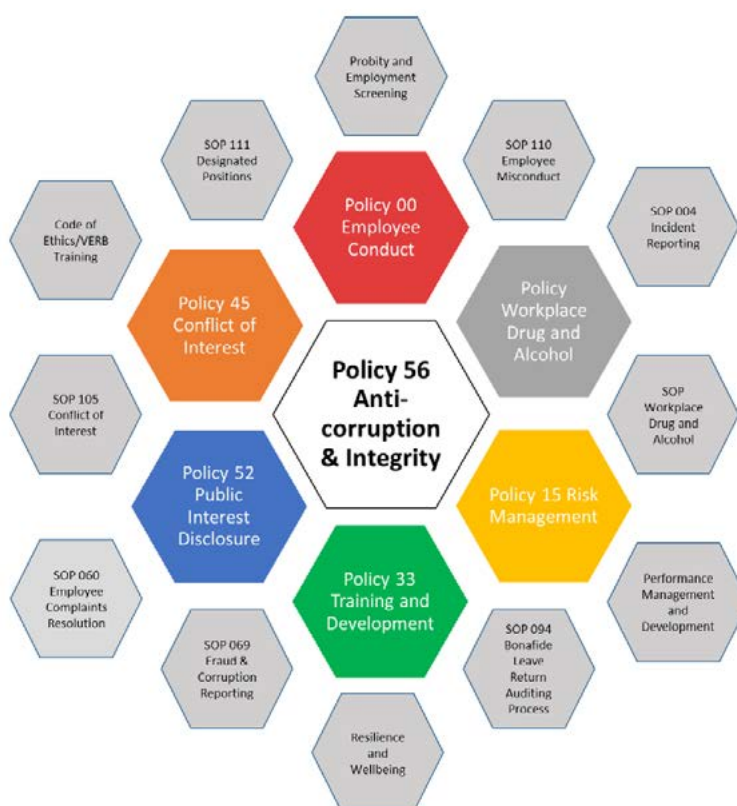 Probity and
Employment
Screening
SOP 111
Designated
Positions
SOP 110
Employee
Misconduct
Policy 00
Employee
Conduct
Code of
Ethics/VERB
Training
SOP 004
Incident
Reporting
Policy 45
Conflict of
Interest
Policy
Workplace
Drug and
Alcohol
Policy 56
Anti-
corruption
& Integrity
SOP 105
Conflict of
Interest
SOP
Workplace
Drug and
Alcohol
Policy 52
Public
Interest
Disclosure
Policy 15 Risk
Management
SOP 060
Employee
Complaints
Resolution
Policy 33
Training and
Development
Performance
Management
and
Development
SOP 069
Fraud &
Corruption
Reporting
SOP 094
Bonafide
Leave
Return
Auditing
Process
Resilience
and
Wellbeing